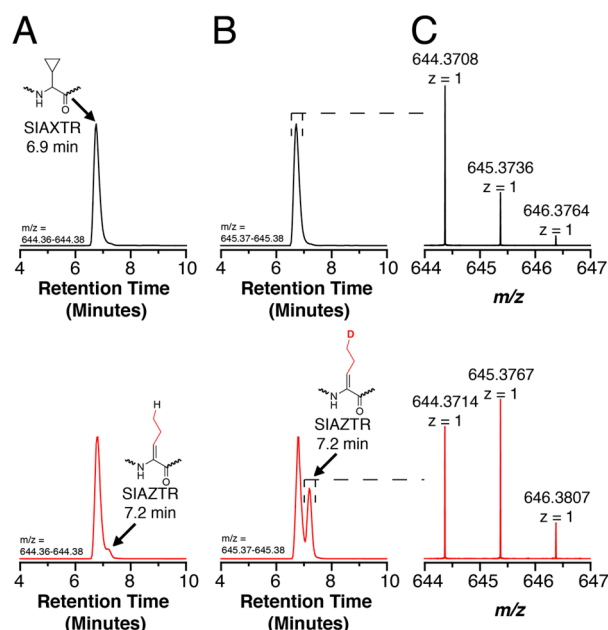 A
B
C
N
H
O
SIAXTR
6.9 min
m/z =
644.36-644.38
4 6 8 10
Retention Time
(Minutes)
m/z =
645.37-645.38
4 6 8 10
Retention Time
(Minutes)
644.3708
z = 1
645.3736
z = 1
646.3764
z = 1
644 645 646 647
m/z
H
N
H
O
SIAZTR
7.2 min
m/z =
644.36-644.38
4 6 8 10
Retention Time
(Minutes)
D
N
H
O
SIAZTR
7.2 min
m/z =
645.37-645.38
4 6 8 10
Retention Time
(Minutes)
644.3714
z = 1
645.3767
z = 1
646.3807
z = 1
644 645 646 647
m/z